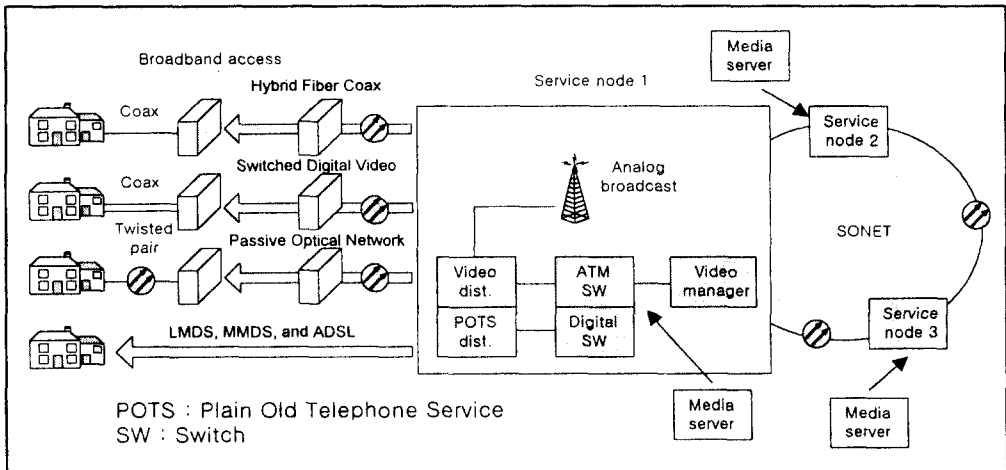 Broadband access
Hybrid Fiber Coax
Coax
Switched Digital Video
Coax
Twisted
pair
Passive Optical Network
LMDS, MMDS, and ADSL
POTS : Plain Old Telephone Service
SW : Switch
Service node 1
Analog
broadcast
Video
dist.
ATM
SW
Video
manager
POTS
dist.
Digital
SW
Media
server
Media
server
Service
node 2
SONET
Service
node 3
Media
server